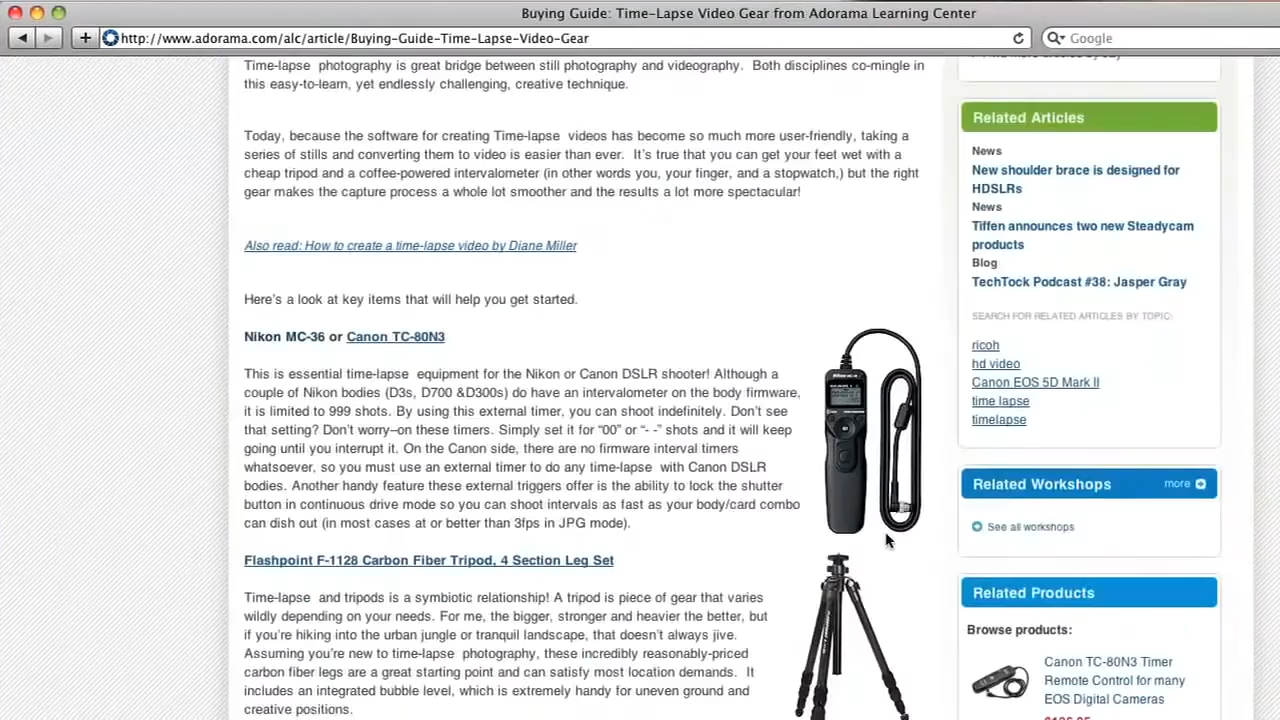 Buying Guide: Time-Lapse Video Gear from Adorama Learning Center
http://www.adorama.com/alc/article/Buying-Guide-Time-Lapse-Video-Gear
Google
Time-lapse photography is great bridge between still photography and videography. Both disciplines co-mingle in
this easy-to-learn, yet endlessly challenging, creative technique.
Today, because the software for creating Time-lapse videos has become so much more user-friendly, taking a
series of stills and converting them to video is easier than ever. It's true that you can get your feet wet with a
cheap tripod and a coffee-powered intervalometer (in other words you, your finger, and a stopwatch,) but the right
gear makes the capture process a whole lot smoother and the results a lot more spectacular!
Also read: How to create a time-lapse video by Diane Miller
Here's a look at key items that will help you get started.
Nikon MC-36 or Canon TC-80N3
This is essential time-lapse equipment for the Nikon or Canon DSLR shooter! Although a
couple of Nikon bodies (D3s, D700 &D300s) do have an intervalometer on the body firmware,
it is limited to 999 shots. By using this external timer, you can shoot indefinitely. Don't see
that setting? Don't worry–on these timers. Simply set it for “00” or “- -” shots and it will keep
going until you interrupt it. On the Canon side, there are no firmware interval timers
whatsoever, so you must use an external timer to do any time-lapse with Canon DSLR
bodies. Another handy feature these external triggers offer is the ability to lock the shutter
button in continuous drive mode so you can shoot intervals as fast as your body/card combo
can dish out (in most cases at or better than 3fps in JPG mode).
Flashpoint F-1128 Carbon Fiber Tripod, 4 Section Leg Set
Time-lapse and tripods is a symbiotic relationship! A tripod is piece of gear that varies
wildly depending on your needs. For me, the bigger, stronger and heavier the better, but
if you're hiking into the urban jungle or tranquil landscape, that doesn't always jive.
Assuming you're new to time-lapse photography, these incredibly reasonably-priced
carbon fiber legs are a great starting point and can satisfy most location demands. It
includes an integrated bubble level, which is extremely handy for uneven ground and
creative positions.
Related Articles
News
New shoulder brace is designed for
HDSLRs
News
Tiffen announces two new Steadycam
products
Blog
TechTock Podcast #38: Jasper Gray
SEARCH FOR RELATED ARTICLES BY TOPIC:
ricoh
hd video
Canon EOS 5D Mark II
time lapse
timelapse
Related Workshops
more
See all workshops
Related Products
Browse products:
Canon TC-80N3 Timer
Remote Control for many
EOS Digital Cameras